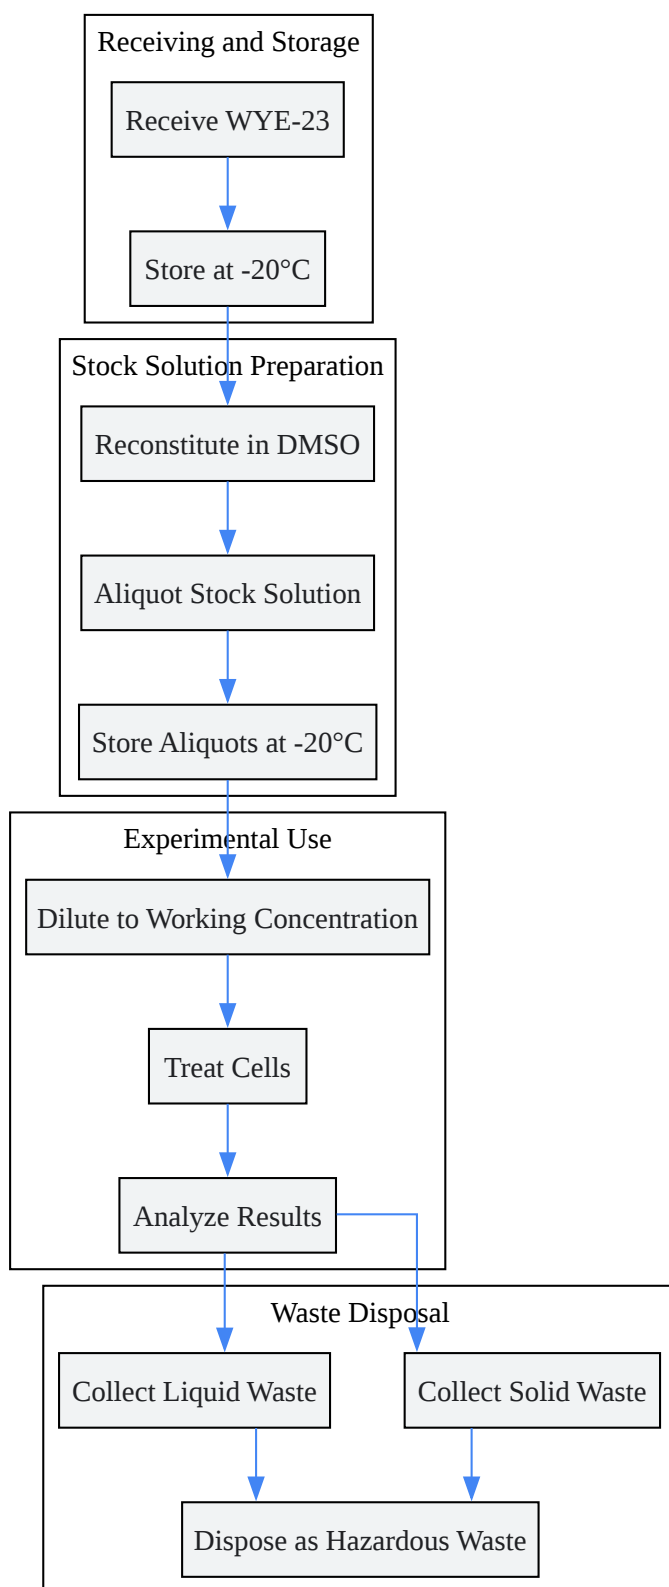 Receiving and Storage
Receive WYE-23
Store at -20°C
Stock Solution Preparation
Reconstitute in DMSO
Aliquot Stock Solution
Store Aliquots at -20°C
Experimental Use
Dilute to Working Concentration
Treat Cells
Analyze Results
Waste Disposal
Collect Liquid Waste
Collect Solid Waste
Dispose as Hazardous Waste